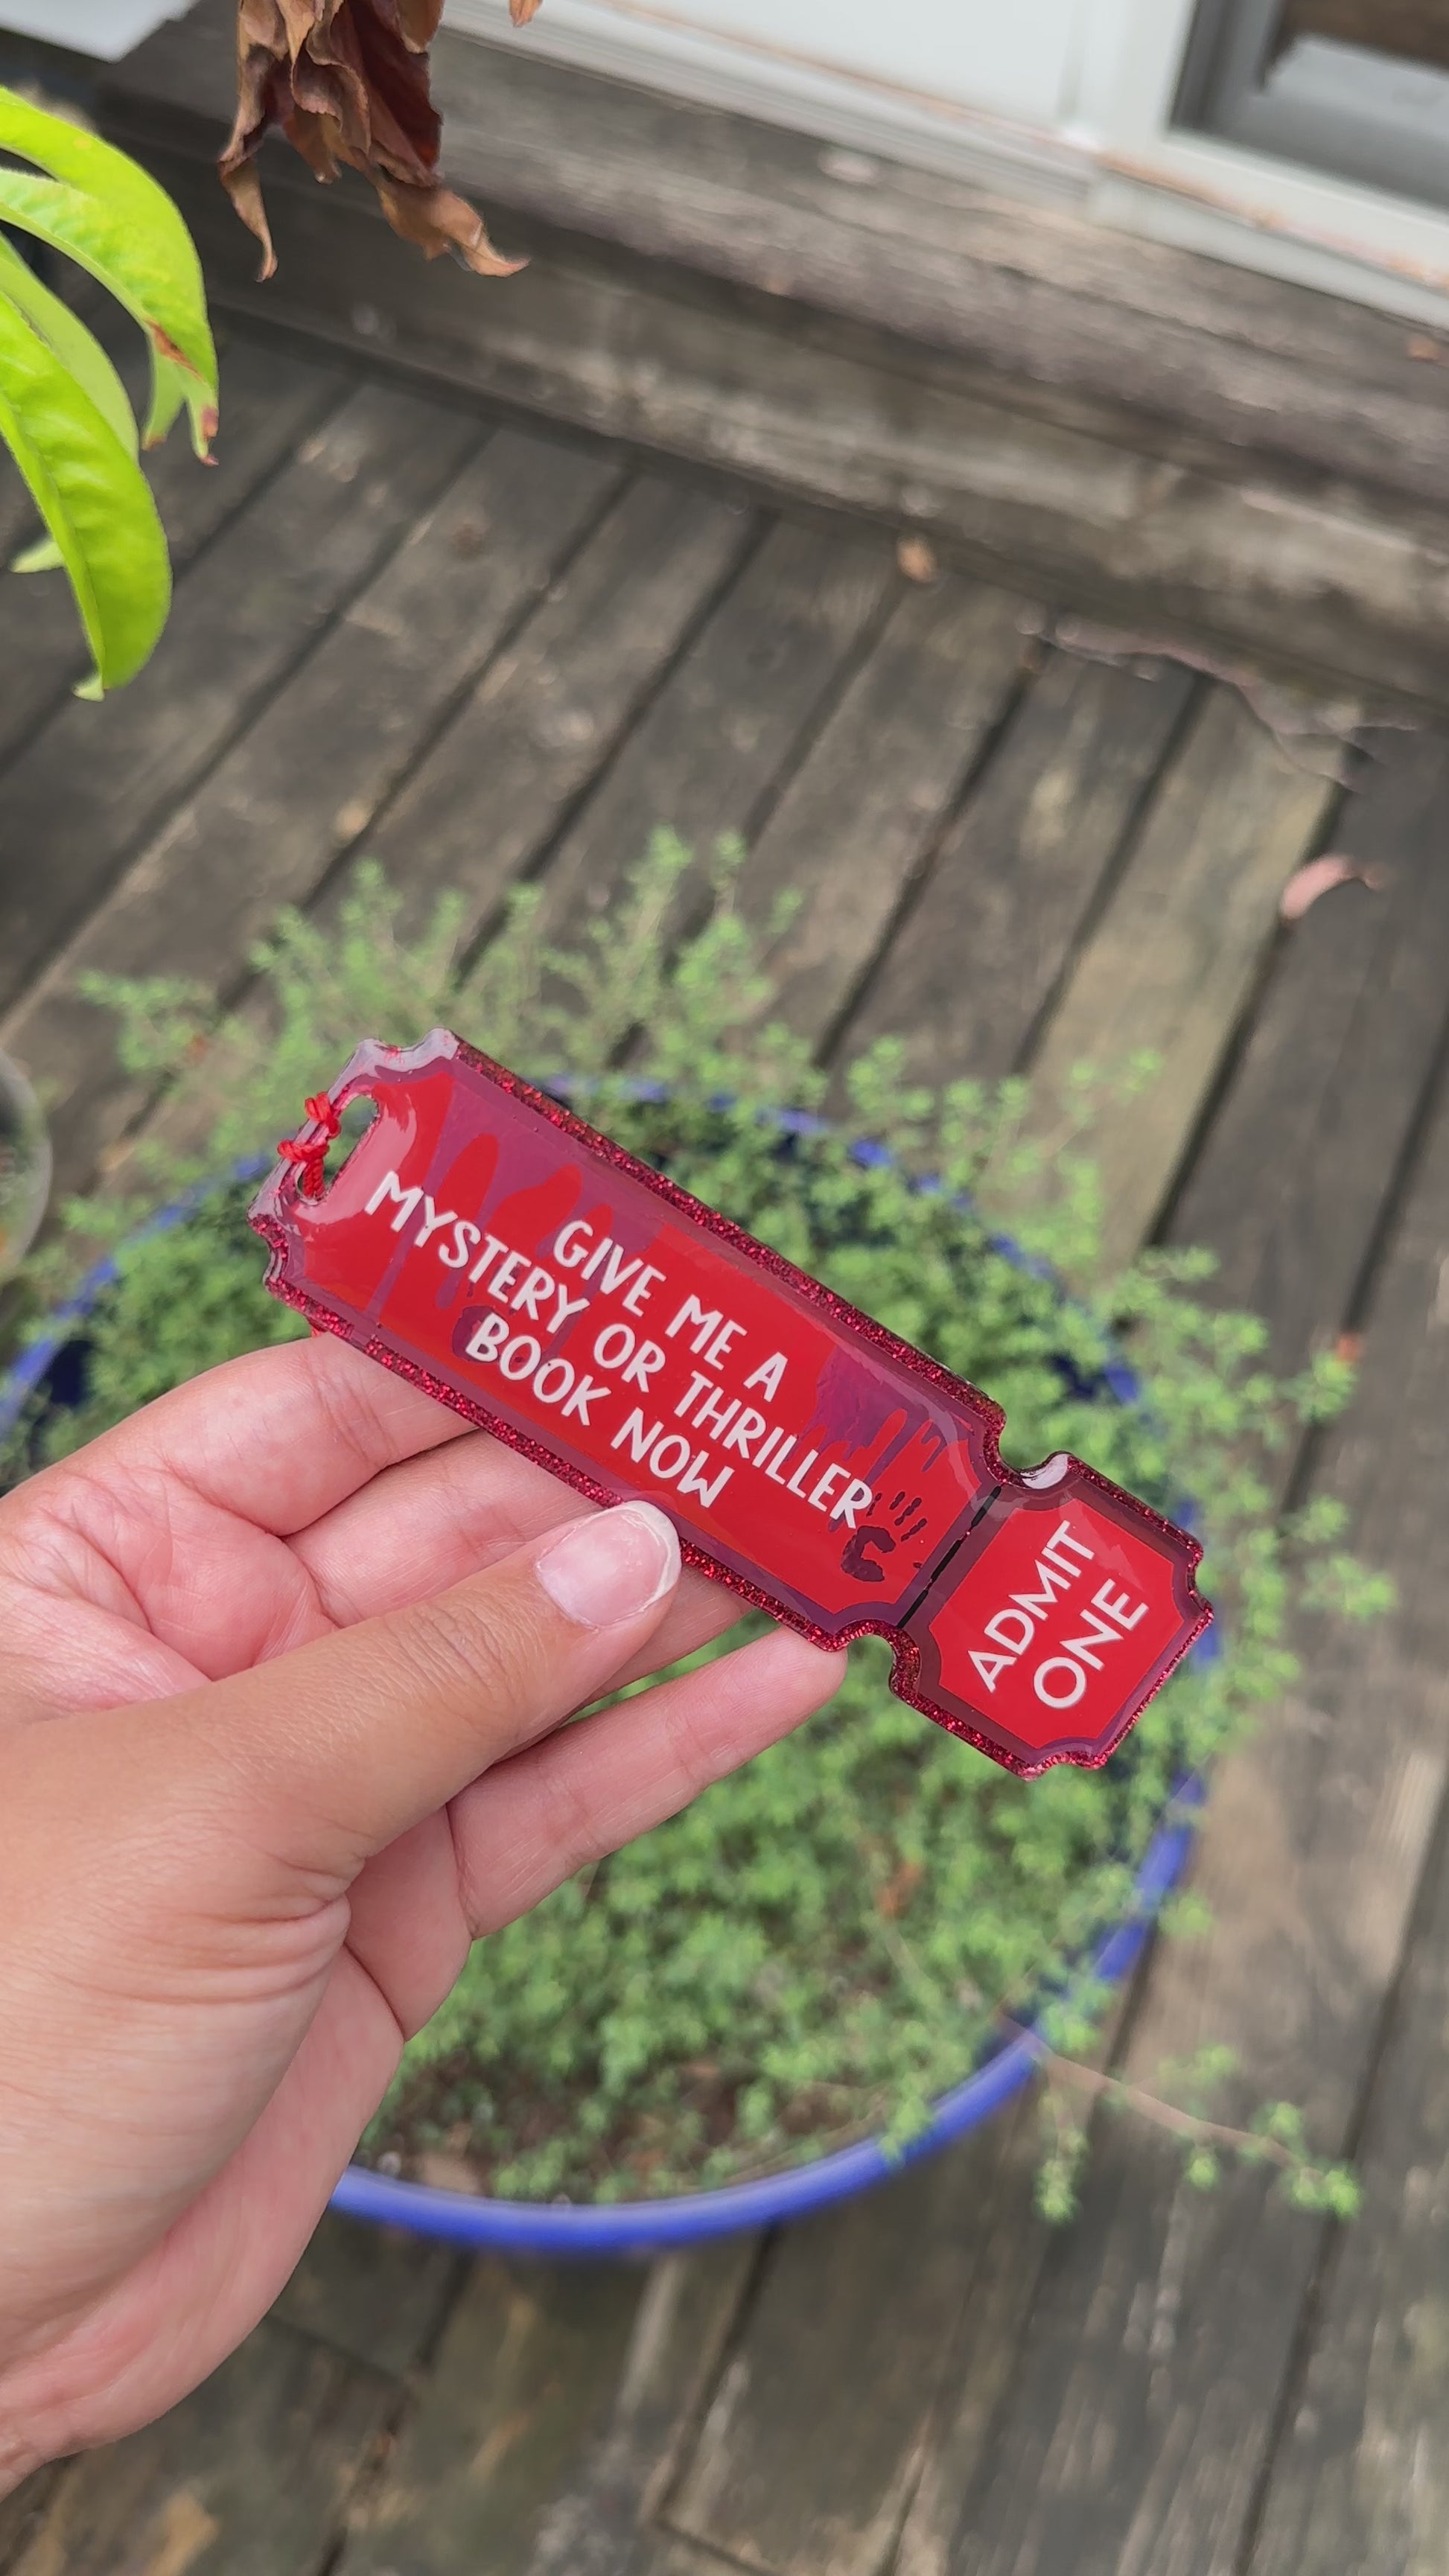 GIVE ME A
MYSTERY OR THRILLER
BOOK NOW
ADMIT
ONE